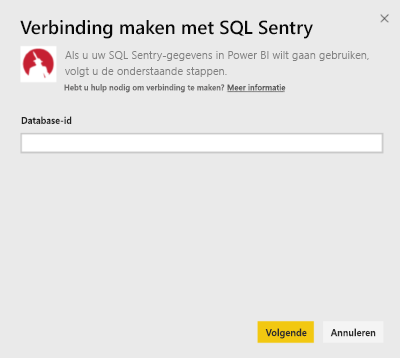 Verbinding maken met SQL Sentry
Als u uw SQL Sentry-gegevens in Power BI wilt gaan gebruiken,
volgt u de onderstaande stappen.
Hebt u hulp nodig om verbinding te maken? Meer informatie
Database-id
Volgende Annuleren